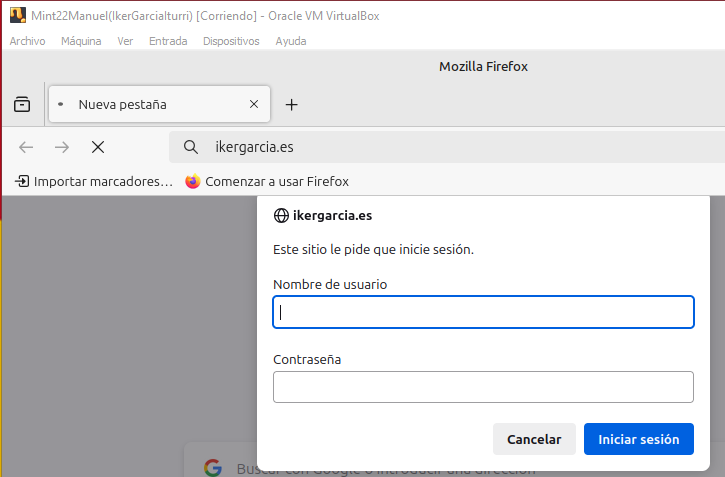 Mint22Manuel(IkerGarciaIturri) [Corriendo] - Oracle VM VirtualBox
Archivo Máquina Ver Entrada Dispositivos Ayuda
Mozilla Firefox
Nueva pestaña
ikergarcia.es
Importar marcadores... Comenzar a usar Firefox
ikergarcia.es
Este sitio le pide que inicie sesión.
Nombre de usuario
Contraseña
Cancelar Iniciar sesión
Buscar con Google o introducir una dirección